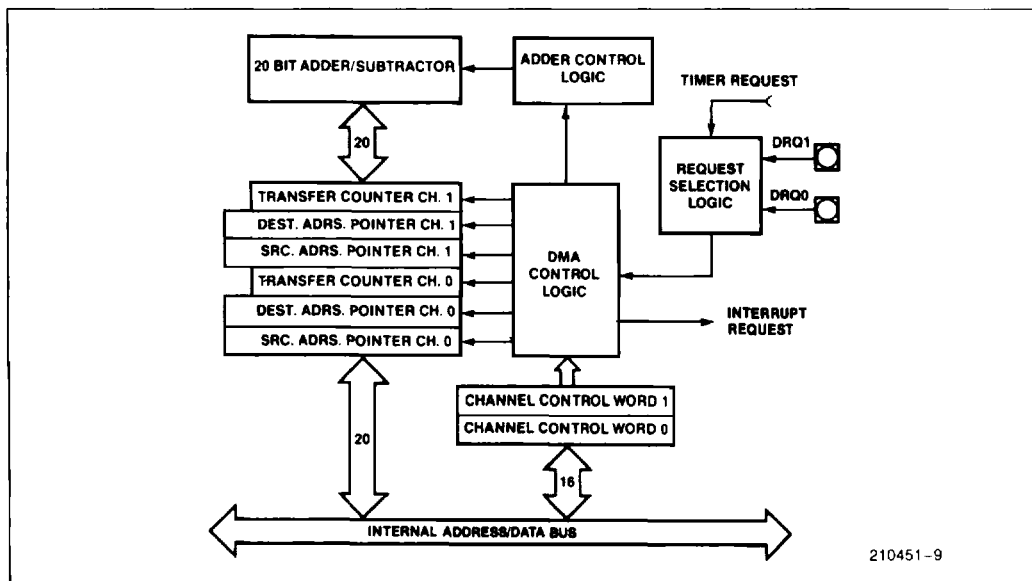 20 BIT ADDER/SUBTRACTOR
ADDER CONTROL
LOGIC
TIMER REQUEST
20
DRQ1
REQUEST
SELECTION
LOGIC
DRQ0
TRANSFER COUNTER CH. 1
DEST. ADRS. POINTER CH. 1
SRC. ADRS. POINTER CH. 1
TRANSFER COUNTER CH. 0
DEST. ADRS. POINTER CH. 0
SRC. ADRS. POINTER CH. 0
DMA
CONTROL
LOGIC
INTERRUPT
REQUEST
CHANNEL CONTROL WORD 1
CHANNEL CONTROL WORD 0
20
16
INTERNAL ADDRESS/DATA BUS
210451-9